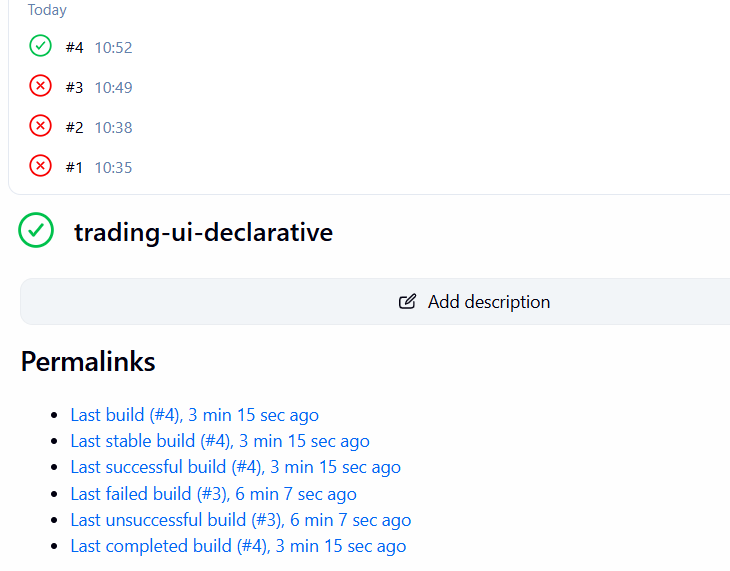 Today
#4 10:52
#3 10:49
#2 10:38
#1 10:35
trading-ui-declarative
Add description
Permalinks
Last build (#4), 3 min 15 sec ago
Last stable build (#4), 3 min 15 sec ago
Last successful build (#4), 3 min 15 sec ago
Last failed build (#3), 6 min 7 sec ago
Last unsuccessful build (#3), 6 min 7 sec ago
Last completed build (#4), 3 min 15 sec ago